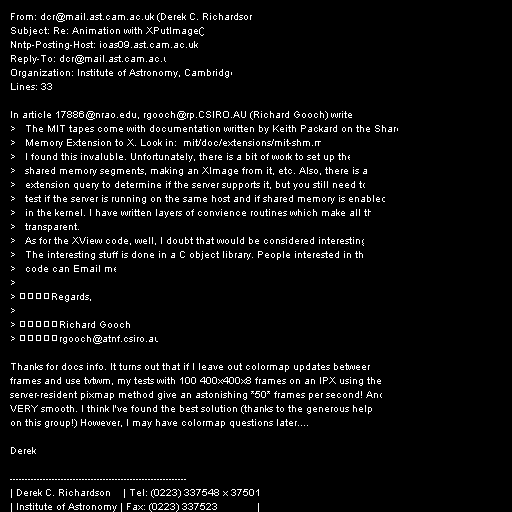 From: dcr@mail.ast.cam.ac.uk (Derek C. Richardson
Subject: Re: Animation with XPutImage()
Nntp-Posting-Host: ioas09.ast.cam.ac.uk
Reply-To: dcr@mail.ast.cam.ac.u
Organization: Institute of Astronomy, Cambridge
Lines: 33

In article 17886@nrao.edu, rgooch@rp.CSIRO.AU (Richard Gooch) write
>   The MIT tapes come with documentation written by Keith Packard on the Share
>   Memory Extension to X. Look in:  mit/doc/extensions/mit-shm.m
>   I found this invaluble. Unfortunately, there is a bit of work to set up the
>   shared memory segments, making an XImage from it, etc. Also, there is a
>   extension query to determine if the server supports it, but you still need to
>   test if the server is running on the same host and if shared memory is enabled
>   in the kernel. I have written layers of convience routines which make all th
>   transparent.
>   As for the XView code, well, I doubt that would be considered interesting
>   The interesting stuff is done in a C object library. People interested in th
>   code can Email me
>
> □□□□Regards,
>
> □□□□□Richard Gooch
> □□□□□rgooch@atnf.csiro.au

Thanks for docs info. It turns out that if I leave out colormap updates between
frames and use tvtwm, my tests with 100 400x400x8 frames on an IPX using the
server-resident pixmap method give an astonishing *50* frames per second! And
VERY smooth. I think I've found the best solution (thanks to the generous help
on this group!) However, I may have colormap questions later....

Derek

-----------------------------------------------------------
| Derek C. Richardson    | Tel: (0223) 337548 x 37501
| Institute of Astronomy | Fax: (0223) 337523            |